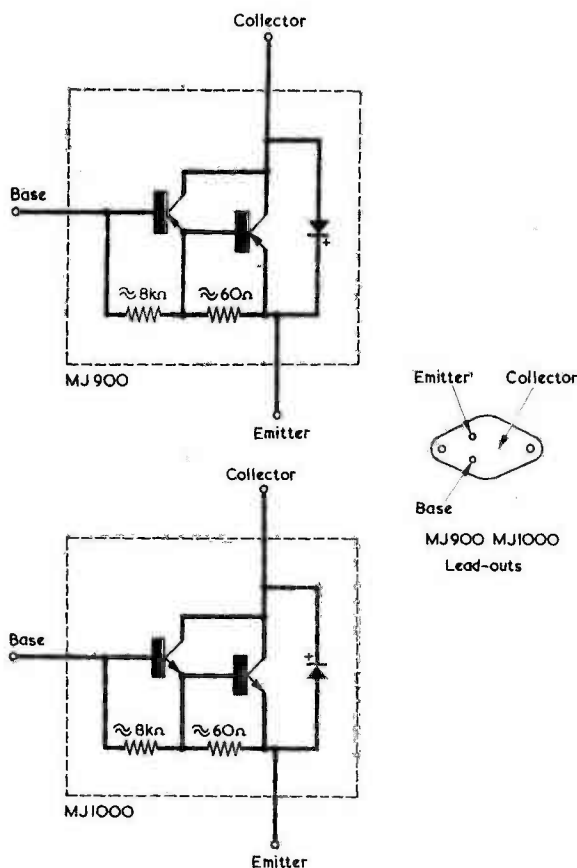 Collector
Base
≈8kΩ
≈60Ω
+
MJ900
Emitter
Emitter
Collector
Base
MJ900 MJ1000
Lead-outs
Collector
Base
+
≈8kΩ
≈60Ω
MJ1000
Emitter